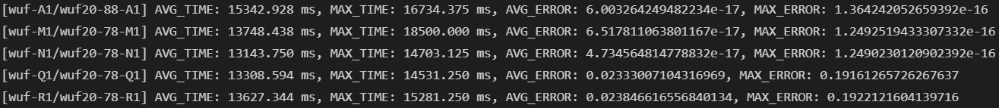 [wuf-A1/wuf20-88-A1] AVG_TIME: 15342.928 ms, MAX_TIME: 16734.375 ms, AVG_ERROR: 6.003264249482234e-17, MAX_ERROR: 1.364242052659392e-16
[wuf-M1/wuf20-78-M1] AVG_TIME: 13748.438 ms, MAX_TIME: 18500.000 ms, AVG_ERROR: 6.517811063801167e-17, MAX_ERROR: 1.2492519433307332e-16
[wuf-N1/wuf20-78-N1] AVG_TIME: 13143.750 ms, MAX_TIME: 14703.125 ms, AVG_ERROR: 4.734564814778832e-17, MAX_ERROR: 1.2490230120902392e-16
[wuf-Q1/wuf20-78-Q1] AVG_TIME: 13308.594 ms, MAX_TIME: 14531.250 ms, AVG_ERROR: 0.02333007104316969, MAX_ERROR: 0.19161265726267637
[wuf-R1/wuf20-78-R1] AVG_TIME: 13627.344 ms, MAX_TIME: 15281.250 ms, AVG_ERROR: 0.023846616556840134, MAX_ERROR: 0.1922121604139716